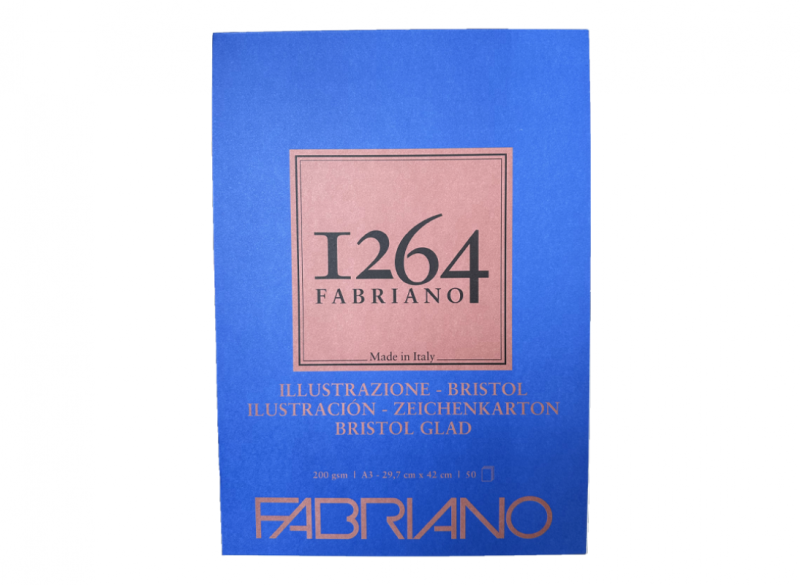 1264
FABRIANO
Made in Italy
ILLUSTRAZIONE - BRISTOL
ILUSTRACIÓN - ZEICHENKARTON
BRISTOL GLAD
200 gsm | A3 - 29,7 cm x 42 cm | 50
FABRIANO